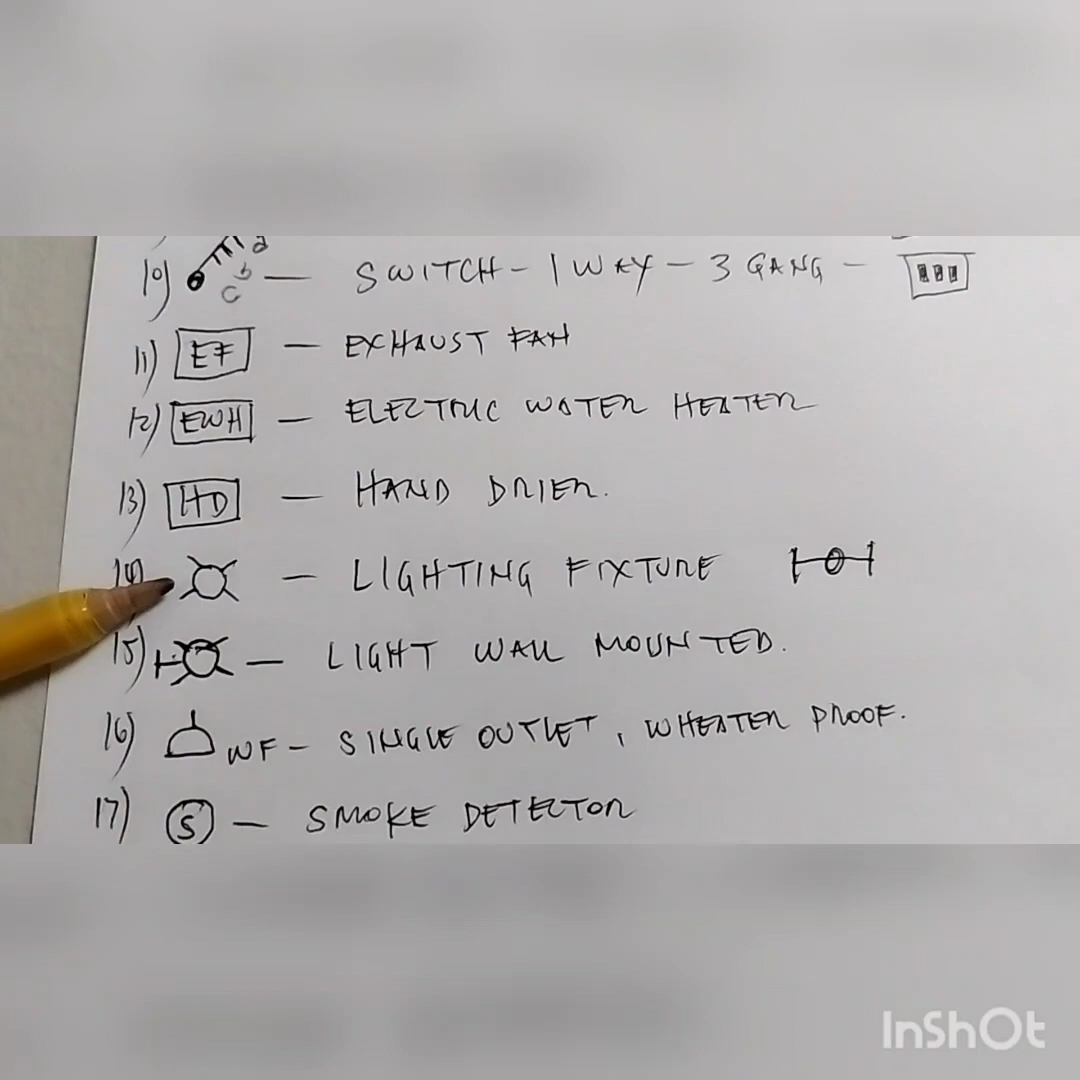 10) a b c — SWITCH - 1 WAY - 3 GANG -
11) EF — EXHAUST FAN
12) EWH — ELECTRIC WATER HEATER
13) HD — HAND DRIER.
14) — LIGHTING FIXTURE
15) — LIGHT WALL MOUNTED.
16) WF - SINGLE OUTLET, WHEATER PROOF.
17) S — SMOKE DETECTOR
InShOt